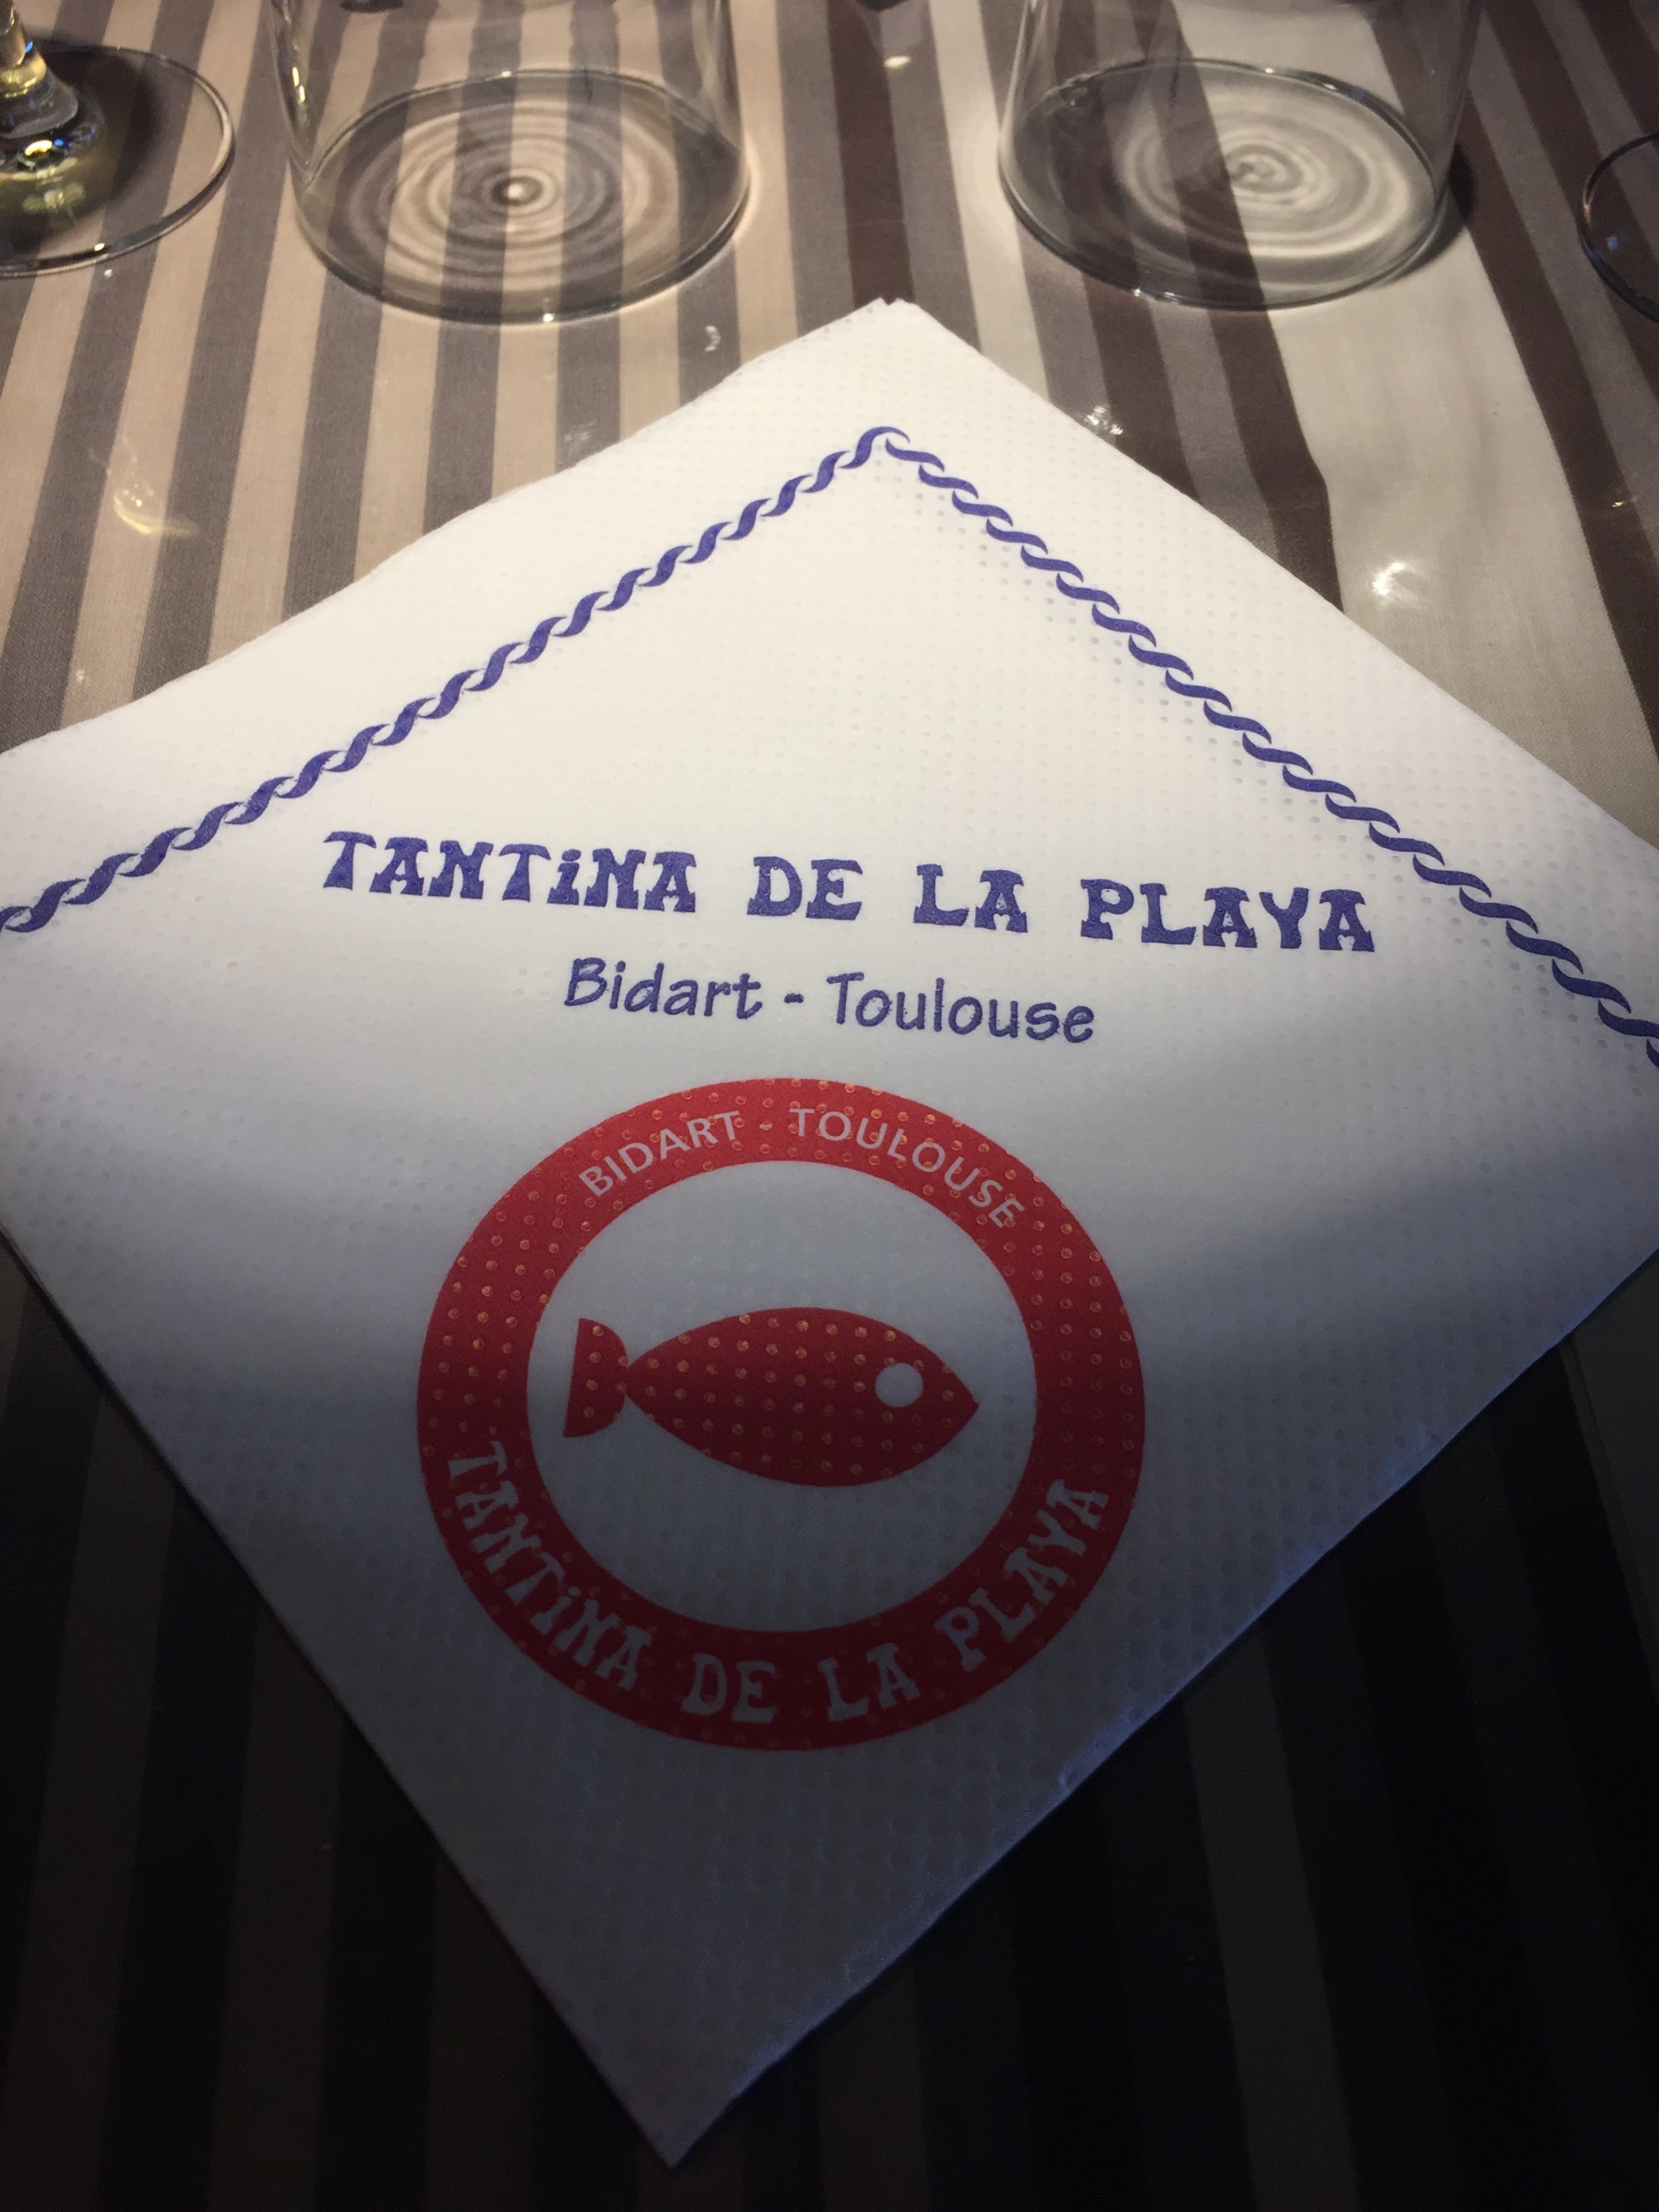 TANTiNA DE LA PLAYA
Bidart - Toulouse
BIDART - TOULOUSE
TANTiNA DE LA PLAYA